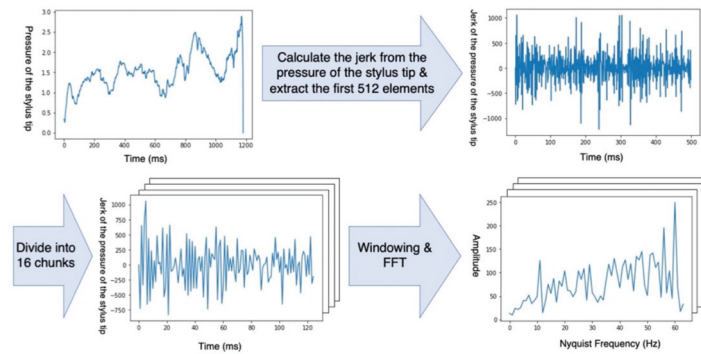 3.0
2.5
2.0
1.5
1.0
0.5
0.0
Pressure of the stylus tip
0 200 400 600 800 1000 1200
Time (ms)
Calculate the jerk from the
pressure of the stylus tip &
extract the first 512 elements
1000
500
0
-500
-1000
Jerk of the pressure of the
stylus tip
0 100 200 300 400 500
Time (ms)
Divide into
16 chunks
1000
750
500
250
0
-250
-500
-750
Jerk of the pressure of the stylus tip
0 20 40 60 80 100 120
Time (ms)
Windowing &
FFT
250
200
150
100
50
0
Amplitude
0 10 20 30 40 50 60
Nyquist Frequency (Hz)